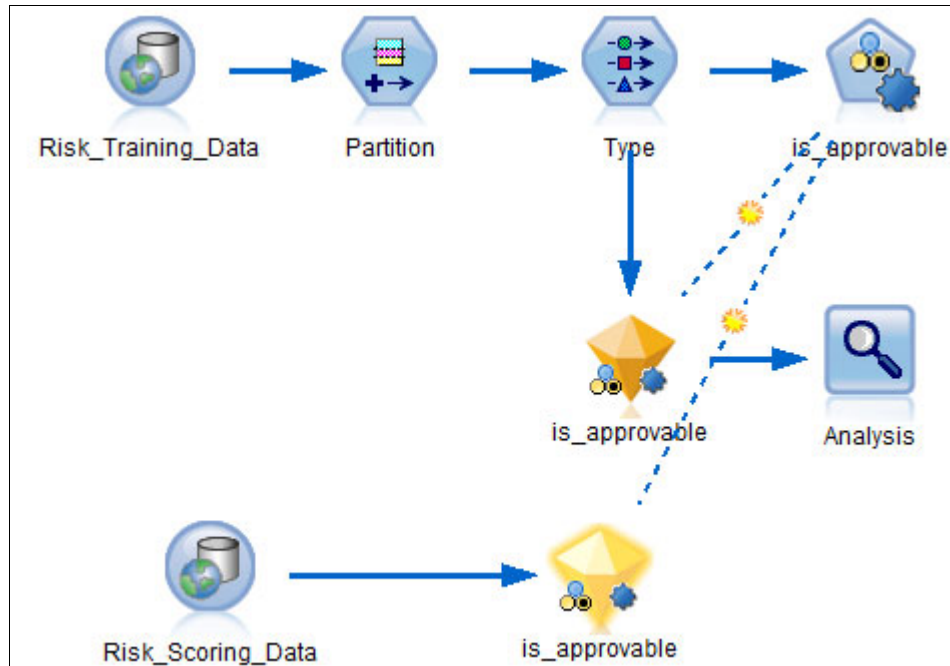 Risk_Training_Data
Partition
Type
is_approvable
is_approvable
Analysis
Risk_Scoring_Data
is_approvable